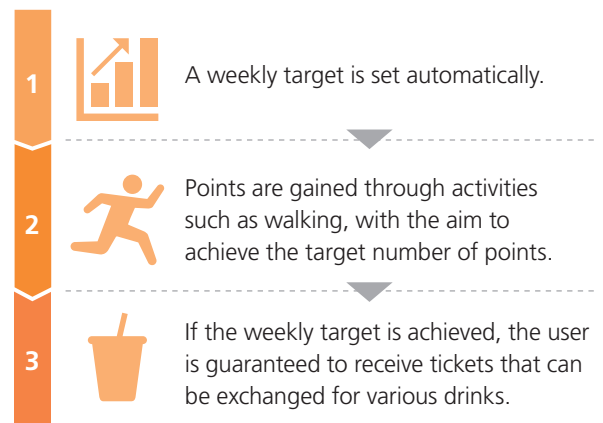 1
A weekly target is set automatically.
2
Points are gained through activities
such as walking, with the aim to
achieve the target number of points.
3
If the weekly target is achieved, the user
is guaranteed to receive tickets that can
be exchanged for various drinks.